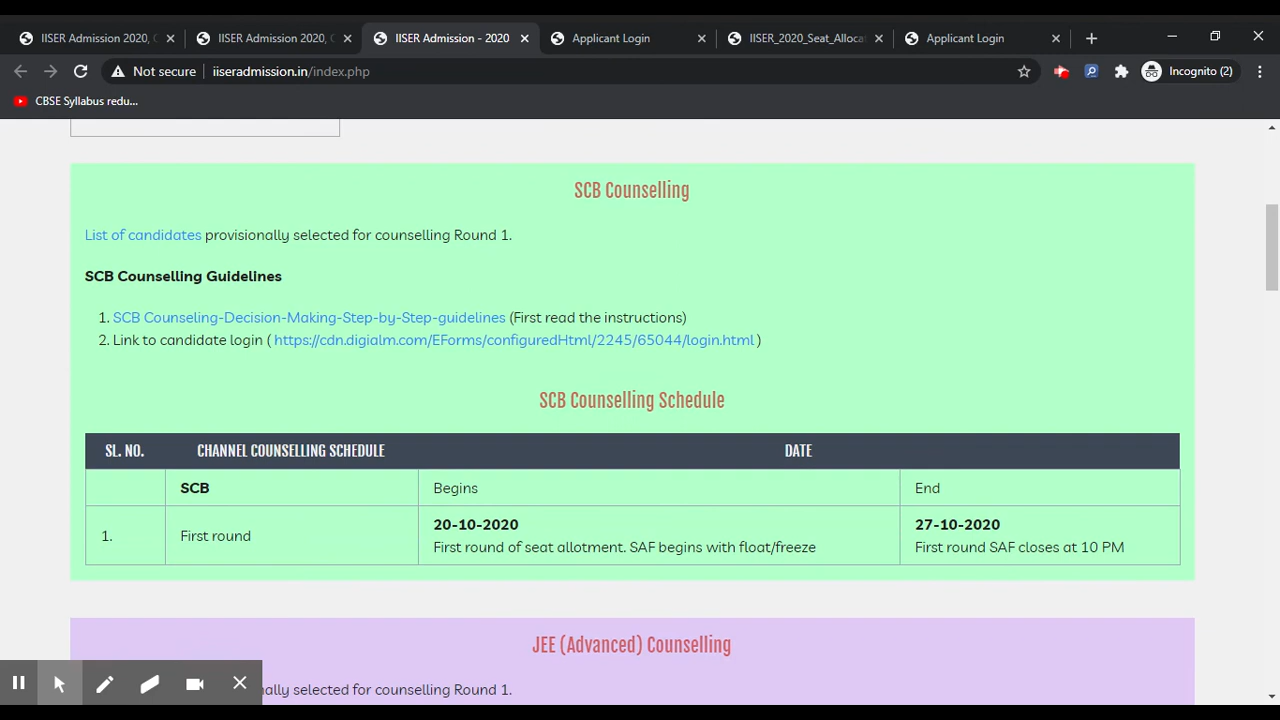 IISER Admission 2020, C
IISER Admission 2020, C
IISER Admission - 2020
Applicant Login
IISER_2020_Seat_Alloca
Applicant Login
Not secure
iiseradmission.in/index.php
Incognito (2)
CBSE Syllabus redu...
SCB Counselling
List of candidates provisionally selected for counselling Round 1.
SCB Counselling Guidelines
1. SCB Counseling-Decision-Making-Step-by-Step-guidelines (First read the instructions)
2. Link to candidate login ( https://cdn.digialm.com/EForms/configuredHtml/2245/65044/login.html )
SCB Counselling Schedule
SL. NO. CHANNEL COUNSELLING SCHEDULE DATE
SCB Begins End
1. First round
20-10-2020
First round of seat allotment. SAF begins with float/freeze
27-10-2020
First round SAF closes at 10 PM
JEE (Advanced) Counselling
selected for counselling Round 1.